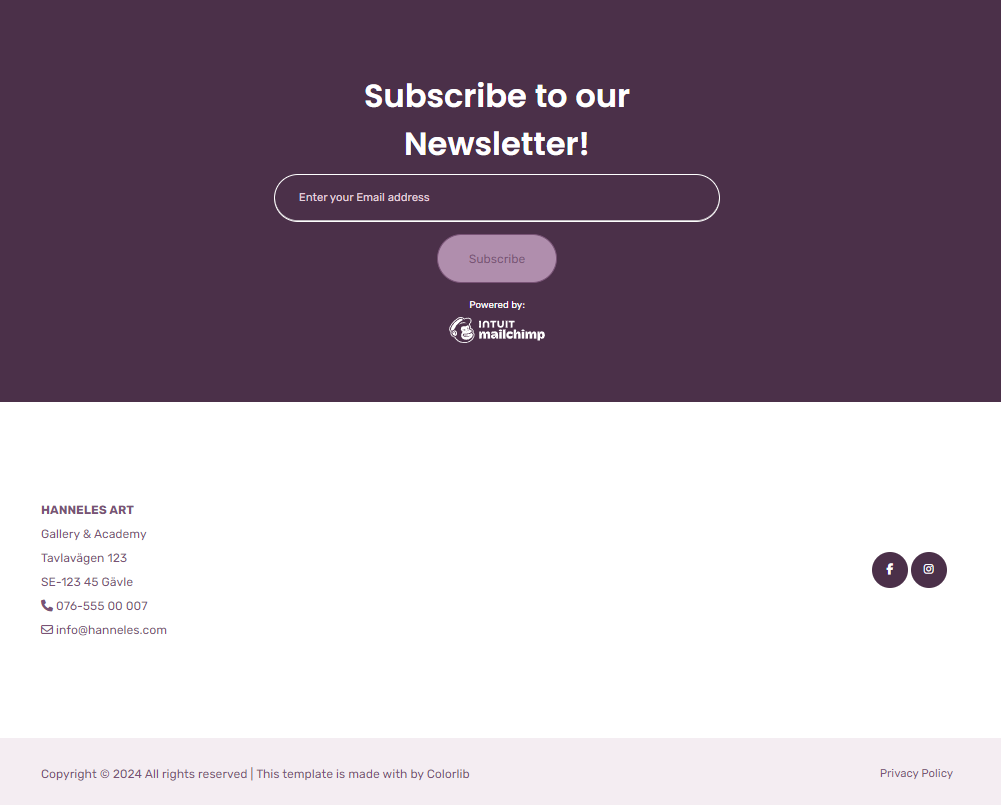 Subscribe to our
Newsletter!
Enter your Email address
Subscribe
Powered by:
INTUIT
mailchimp
HANNELES ART
Gallery & Academy
Tavlavägen 123
SE-123 45 Gävle
076-555 00 007
info@hanneles.com
Copyright © 2024 All rights reserved | This template is made with by Colorlib
Privacy Policy